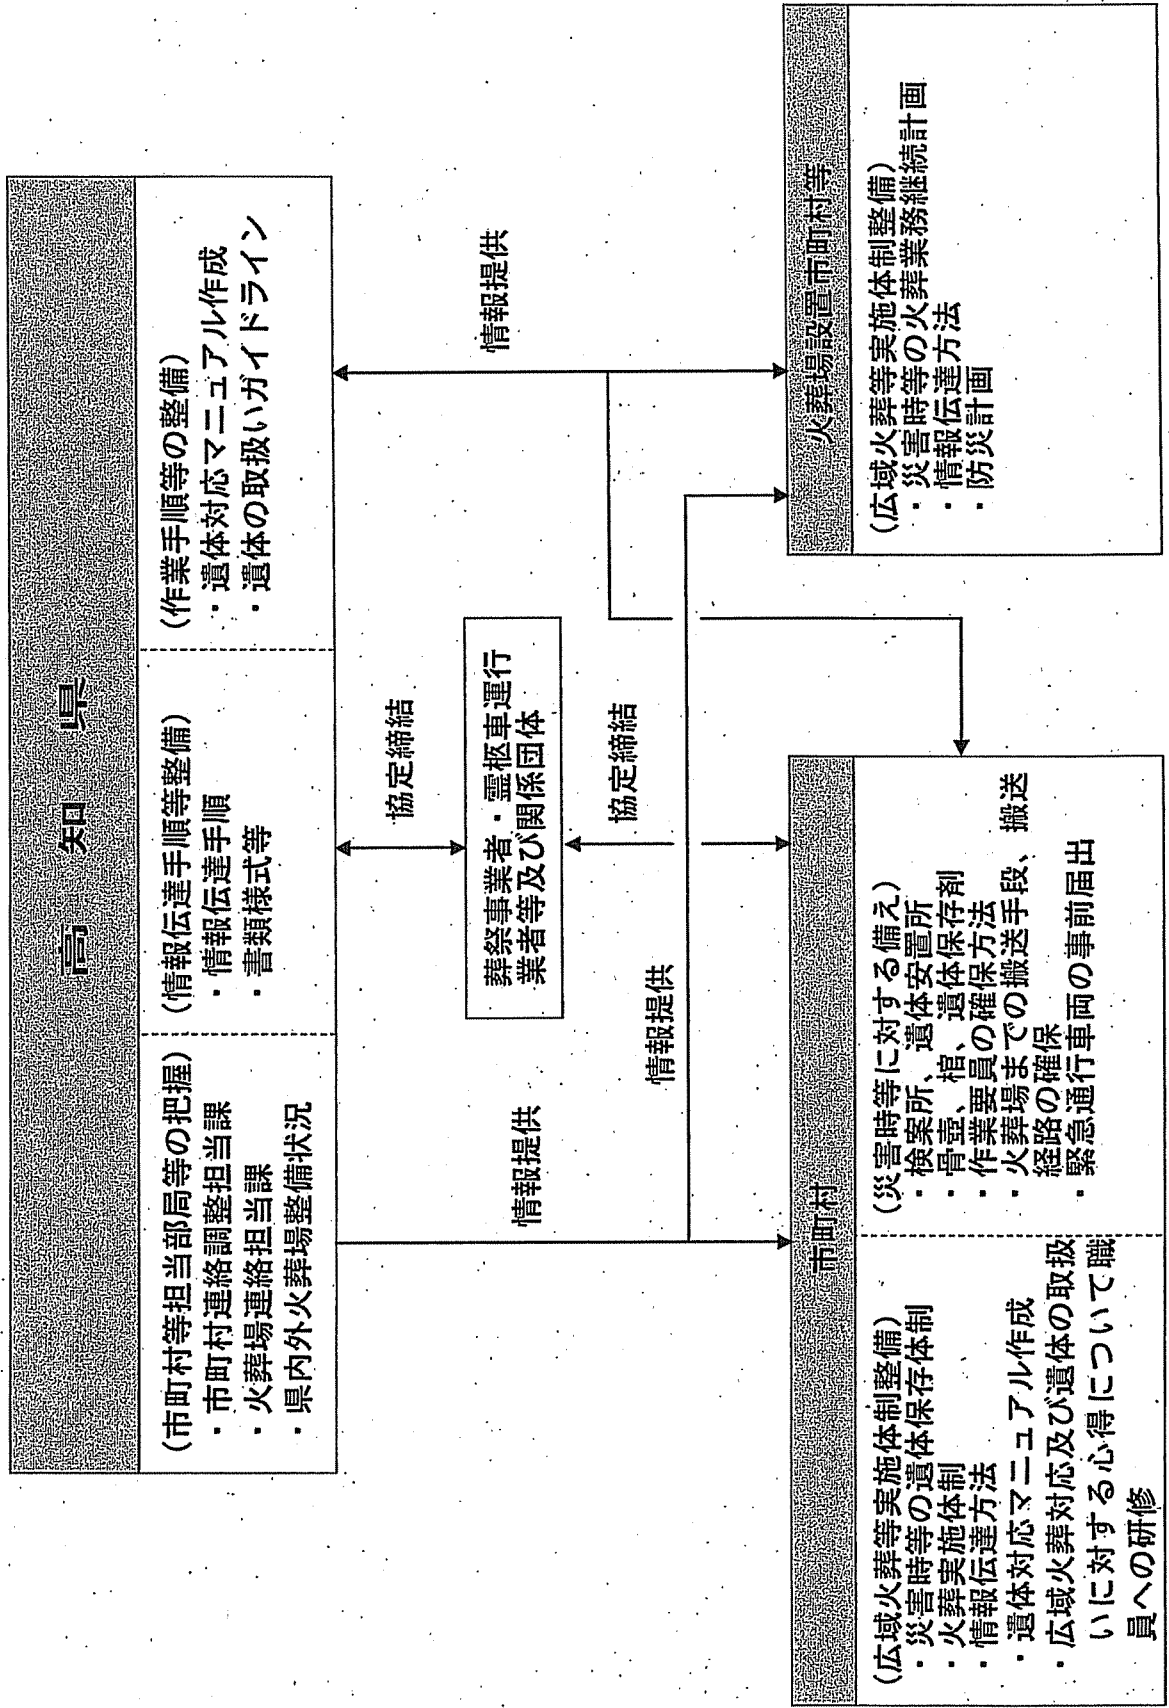 高知県
(市町村等担当部局等の把握)
・市町村連絡調整担当課
・火葬場連絡担当課
・県内外火葬場整備状況
(情報伝達手順等整備)
・情報伝達手順
・書類様式等
(作業手順等の整備)
・遺体対応マニュアル作成
・遺体の取扱いガイドライン
協定締結
情報提供
葬祭事業者・霊柩車運行
業者等及び関係団体
情報提供
協定締結
情報提供
市町村
(広域火葬等実施体制整備)
・災害時等の遺体保存体制
・火葬実施体制
・情報伝達方法
・遺体対応マニュアル作成
・広域火葬対応及び遺体の取扱
いに対する心得について職
員への研修
(災害時等に対する備え)
・検案所、遺体安置所
・骨壺、棺、遺体保存剤
・作業要員の確保方法
・火葬場までの搬送手段、搬送
経路の確保
・緊急通行車両の事前届出
火葬場設置市町村等
(広域火葬等実施体制整備)
・災害時等の火葬業務継続計画
・情報伝達方法
・防災計画